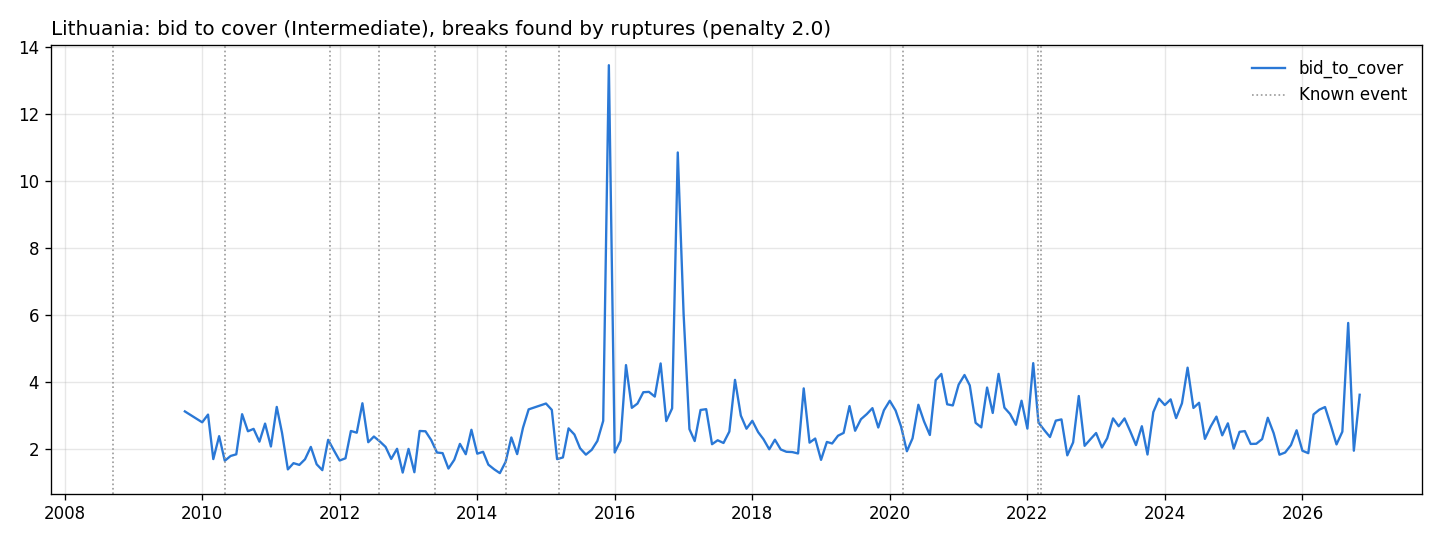 Lithuania: bid to cover (Intermediate), breaks found by ruptures (penalty 2.0)
14
12
10
8
6
4
2
bid_to_cover
Known event
2008 2010 2012 2014 2016 2018 2020 2022 2024 2026